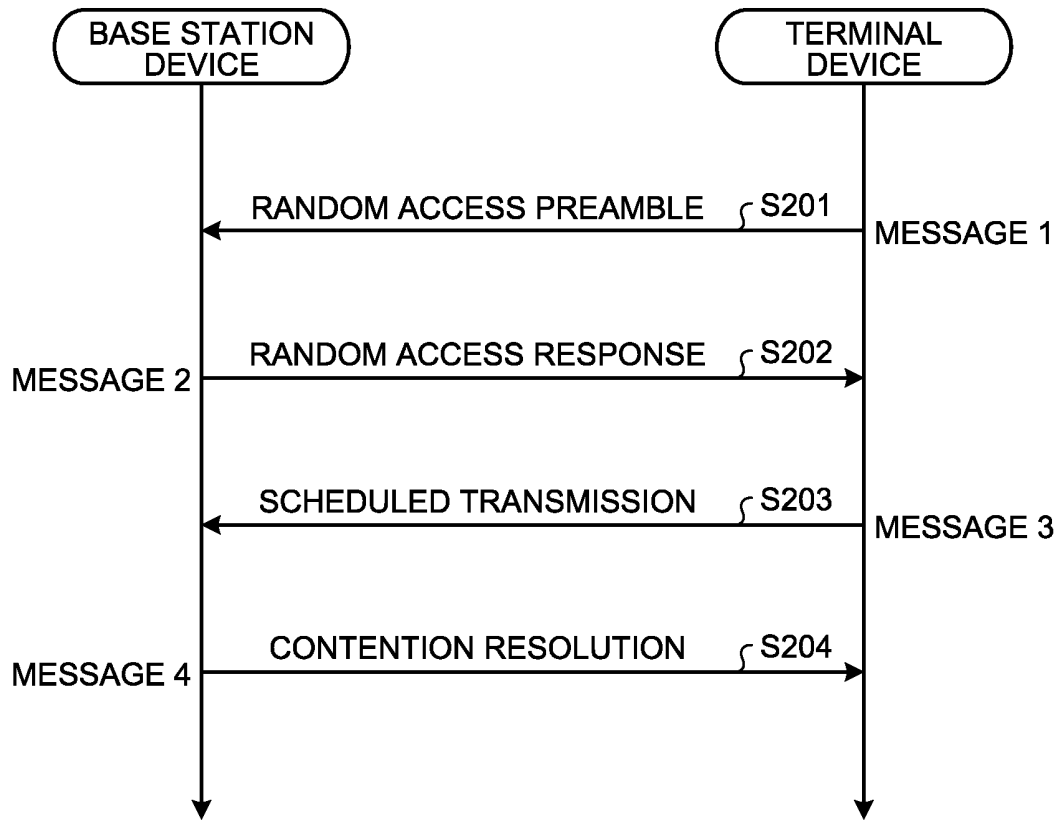 BASE STATION
DEVICE
TERMINAL
DEVICE
RANDOM ACCESS PREAMBLE S201
MESSAGE 1
RANDOM ACCESS RESPONSE S202
MESSAGE 2
SCHEDULED TRANSMISSION S203
MESSAGE 3
CONTENTION RESOLUTION S204
MESSAGE 4